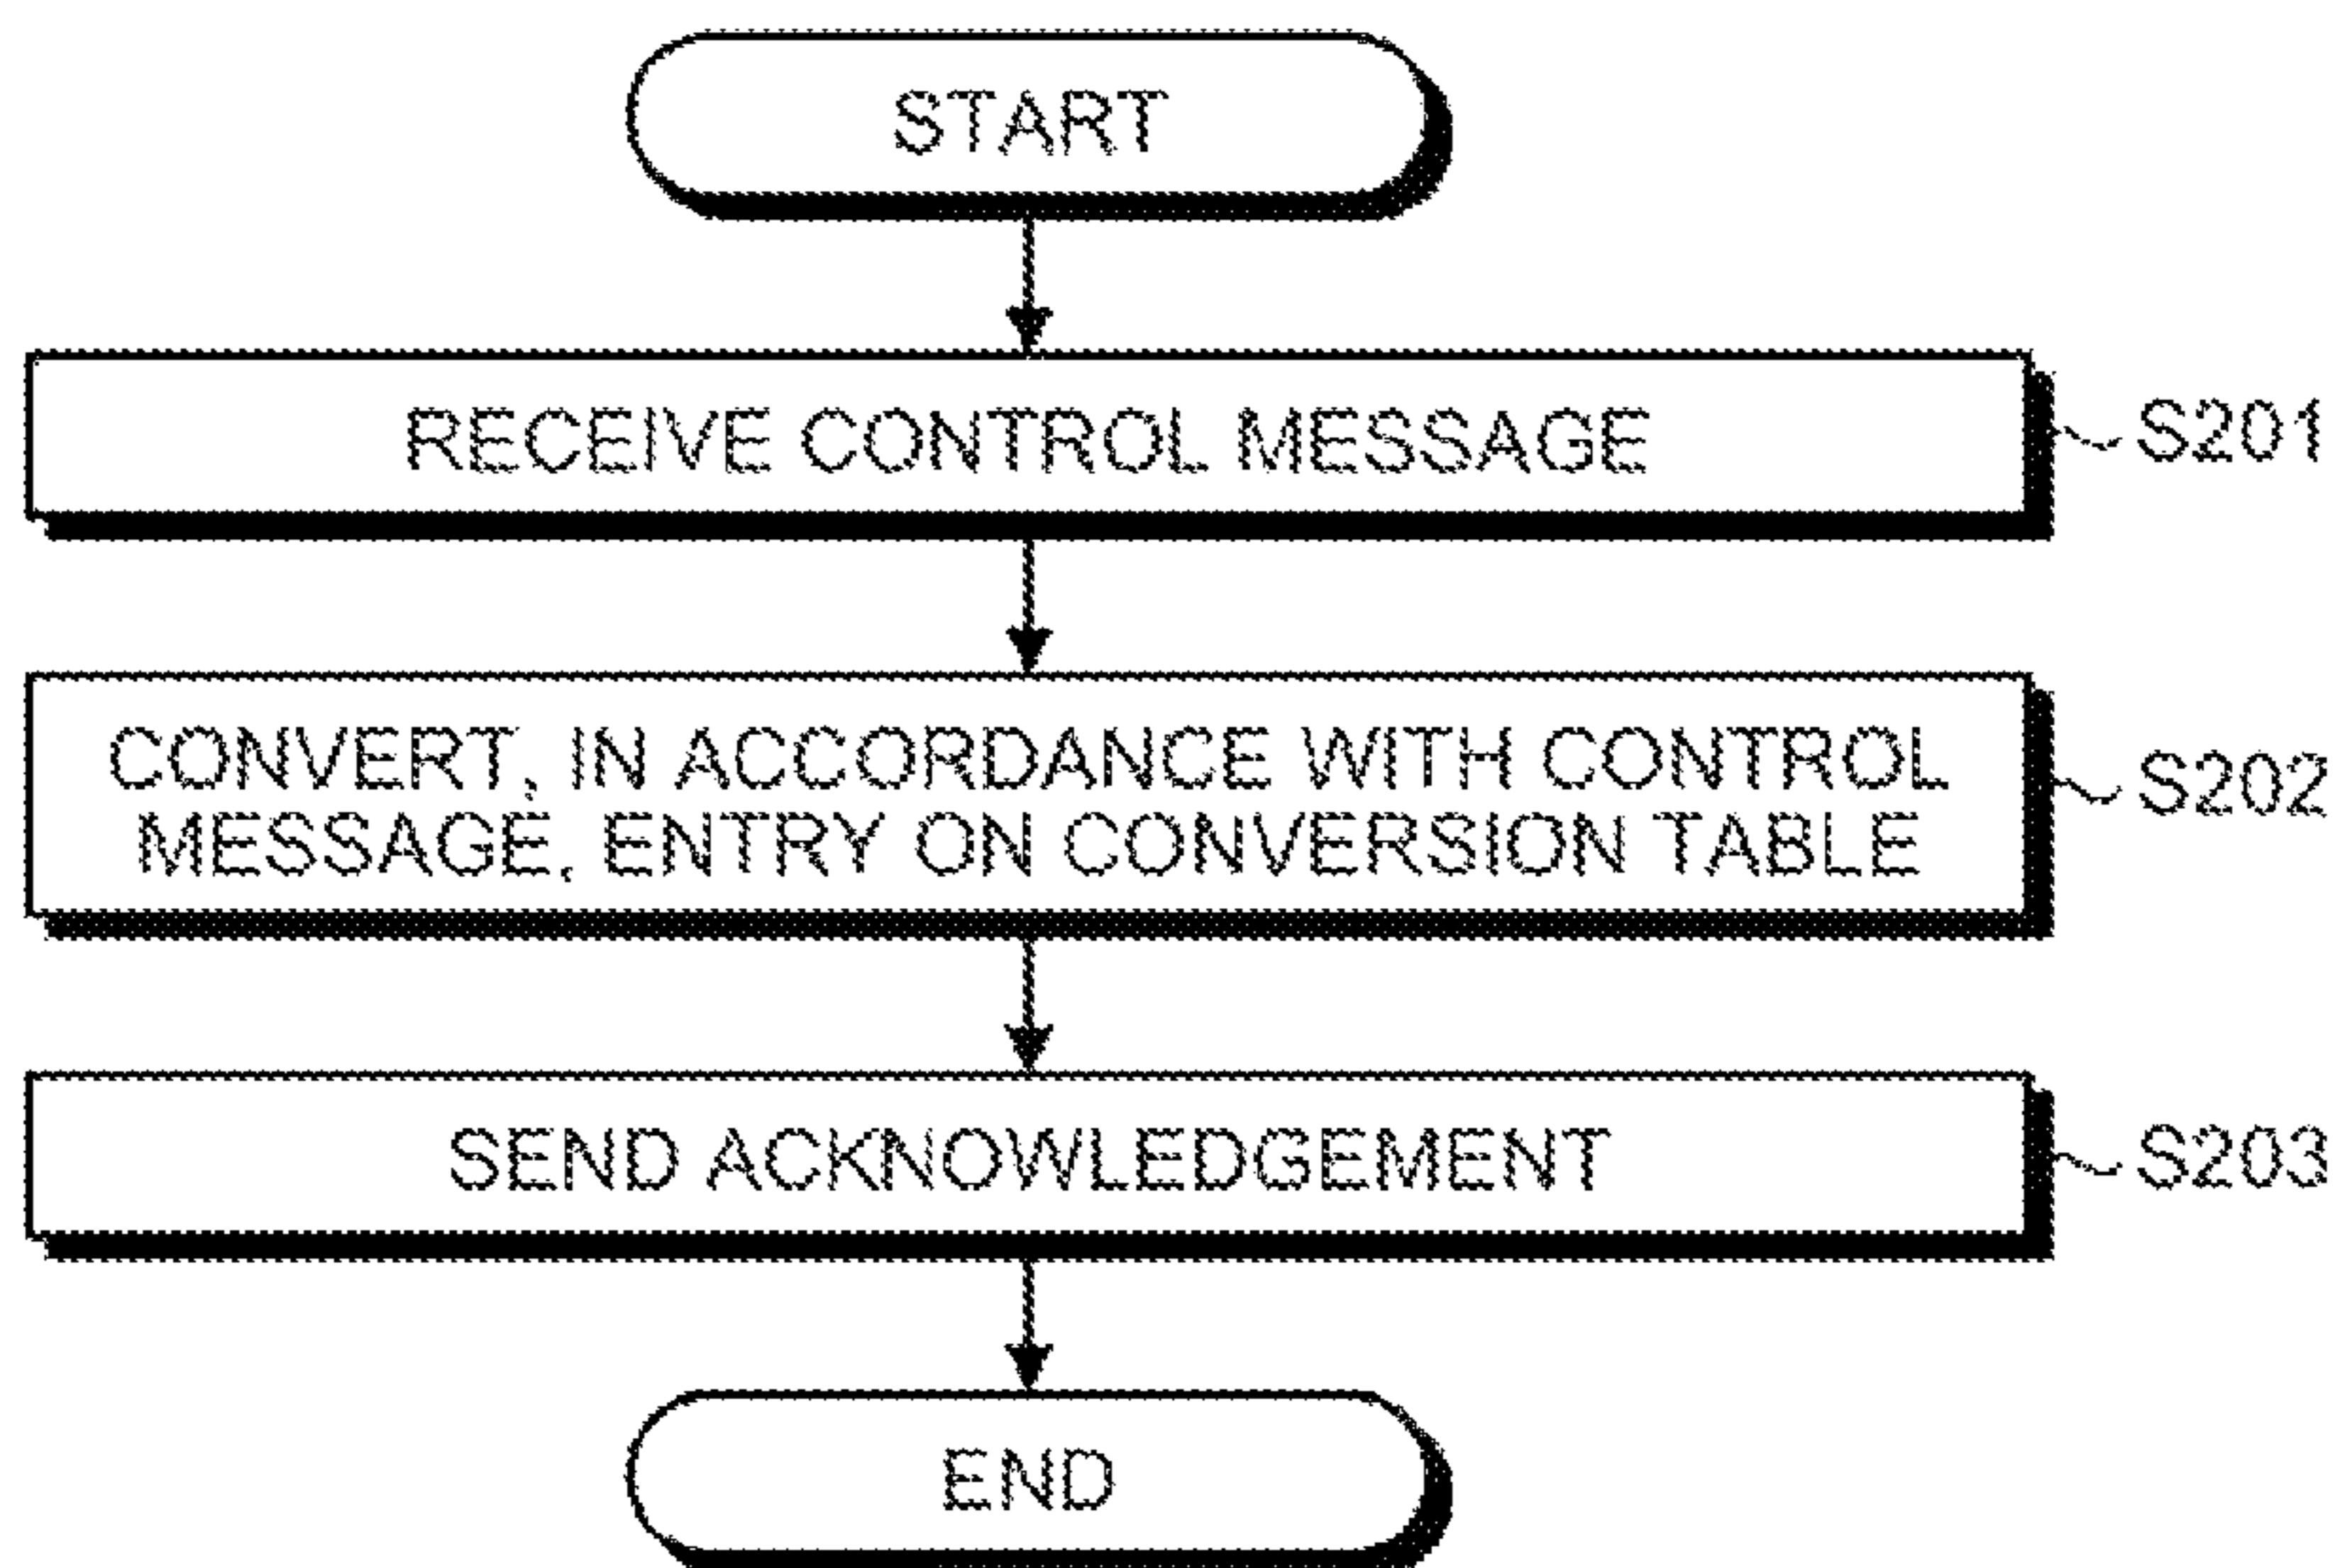 START
RECEIVE CONTROL MESSAGE
S201
CONVERT, IN ACCORDANCE WITH CONTROL
MESSAGE, ENTRY ON CONVERSION TABLE
S202
SEND ACKNOWLEDGEMENT
S203
END